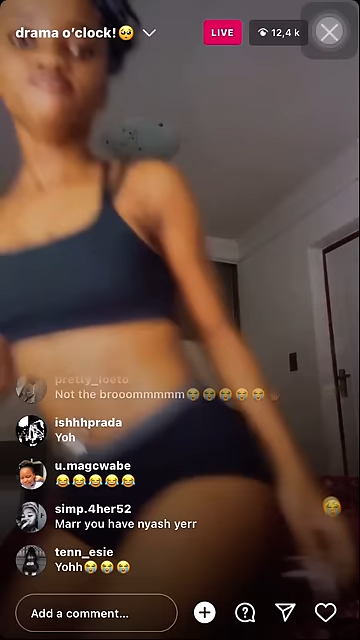 drama o'clock!🥺
LIVE
12,4 k
pretty_loeto
Not the brooommmmm😭😭😭😭😭
ishhhprada
Yoh
u.magcwabe
😂😂😂😂😂
simp.4her52
Marr you have nyash yerr
tenn_esie
Yohh😭😭😭
Add a comment...